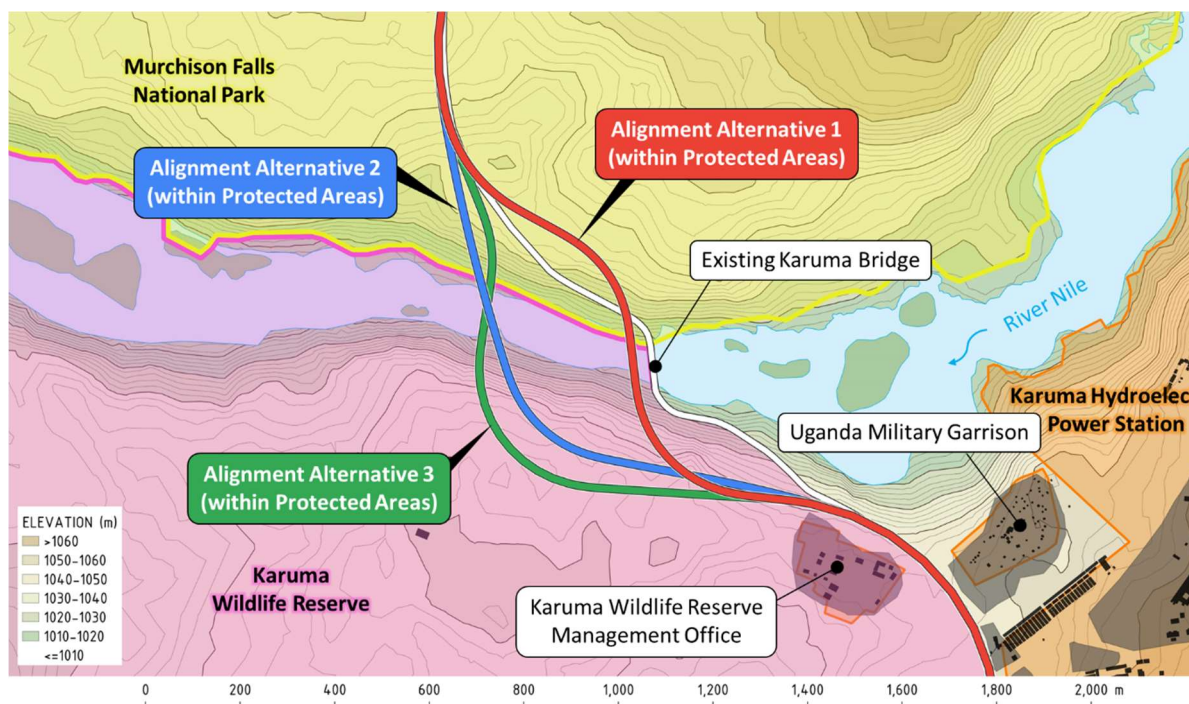 Murchison Falls
National Park
Alignment Alternative 1
(within Protected Areas)
Alignment Alternative 2
(within Protected Areas)
Existing Karuma Bridge
River Nile
Karuma Hydroelec
Power Station
Uganda Military Garrison
Alignment Alternative 3
(within Protected Areas)
ELEVATION (m)
>1060
1050-1060
1040-1050
1030-1040
1020-1030
1010-1020
<=1010
Karuma
Wildlife Reserve
Karuma Wildlife Reserve
Management Office
0 200 400 600 800 1,000 1,200 1,400 1,600 1,800 2,000 m